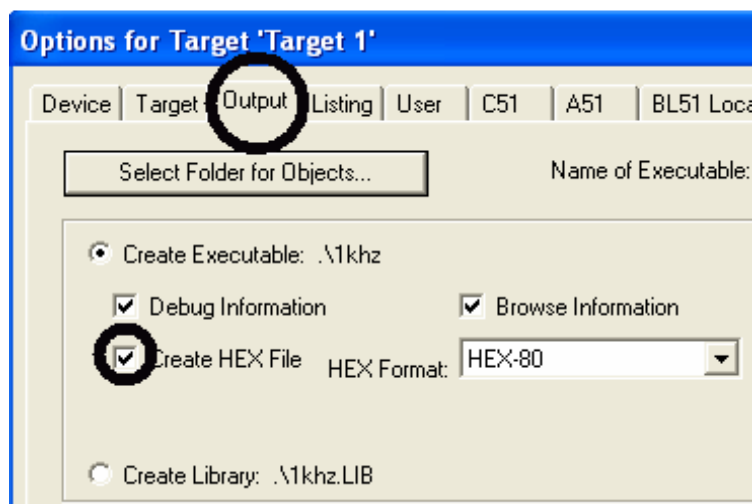 Options for Target 'Target 1'
Device Target Output Listing User C51 A51 BL51 Loca
Select Folder for Objects... Name of Executable:
Create Executable: .\1khz
Debug Information Browse Information
Create HEX File HEX Format: HEX-80
Create Library: .\1khz.LIB